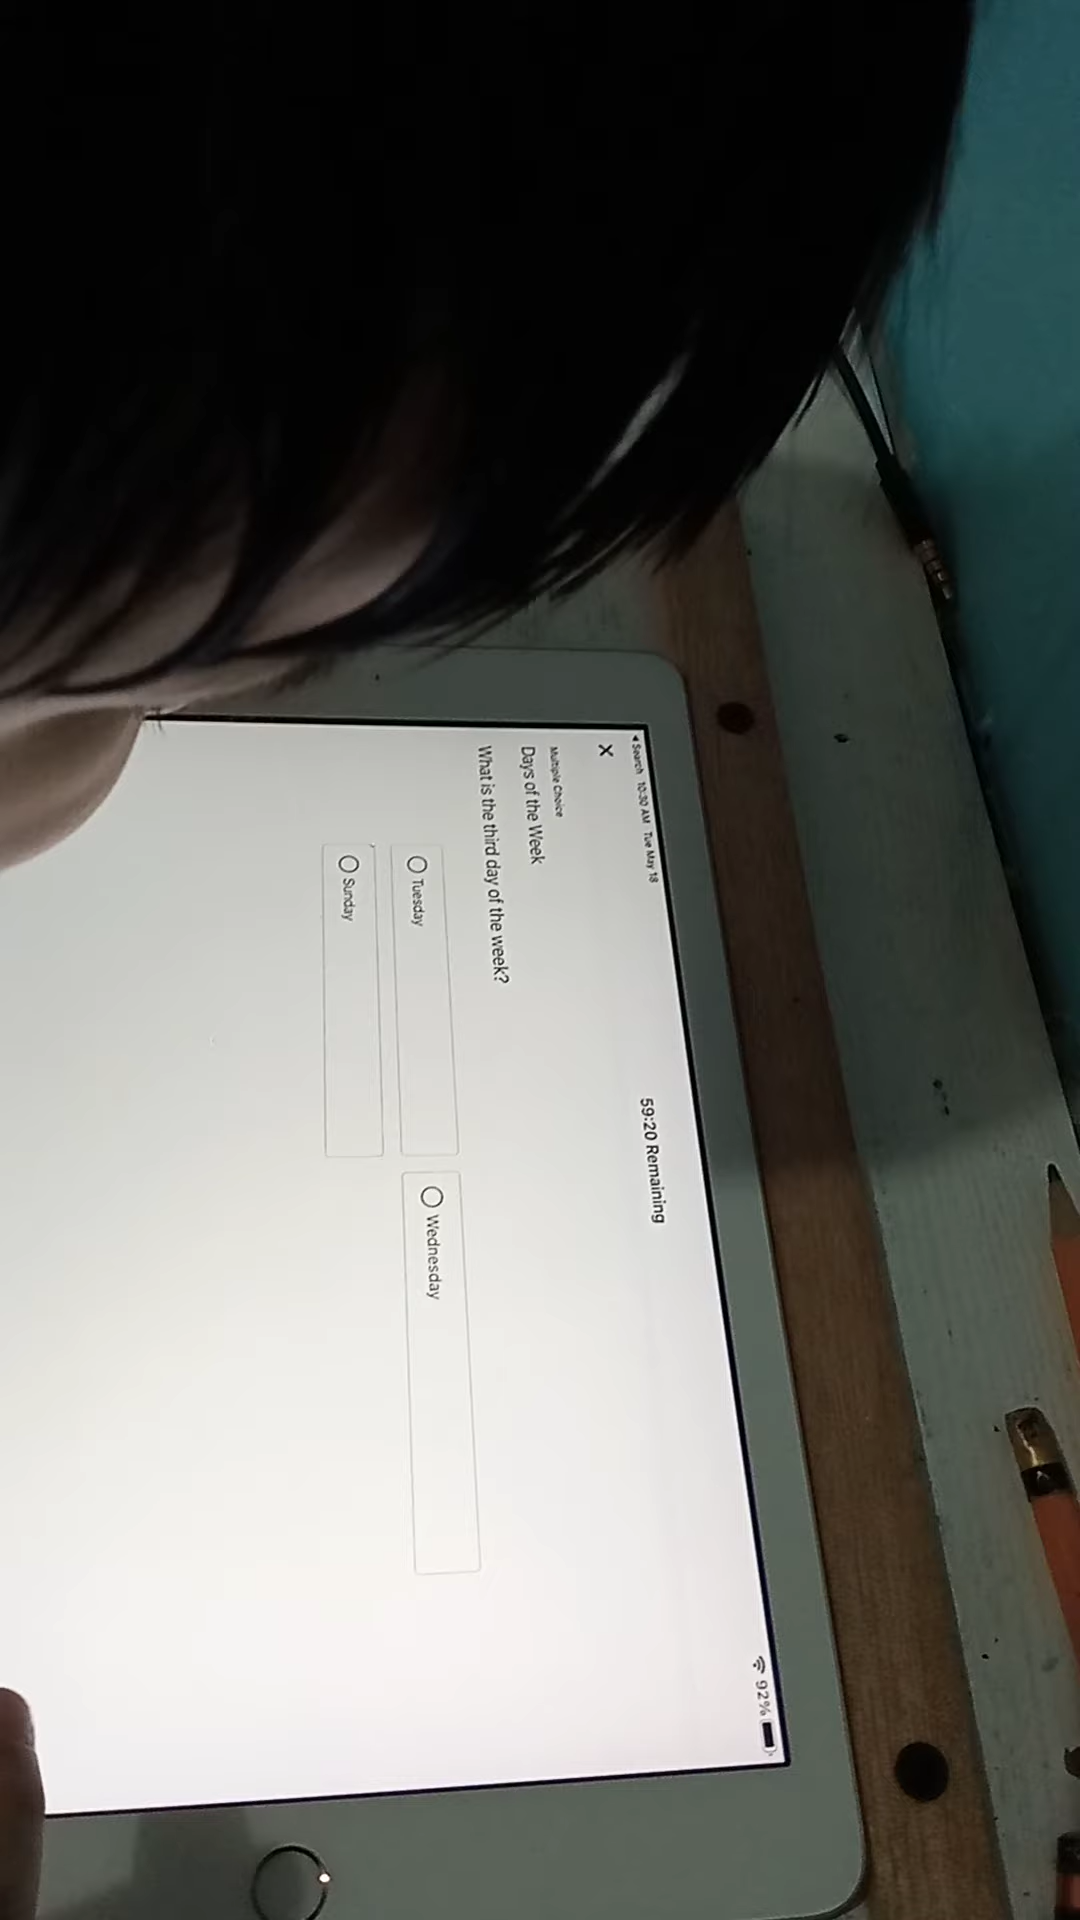 ◀ Search 10:30 AM Tue May 18
92%
59:20 Remaining
X
Multiple Choice
Days of the Week
What is the third day of the week?
Tuesday
Wednesday
Sunday